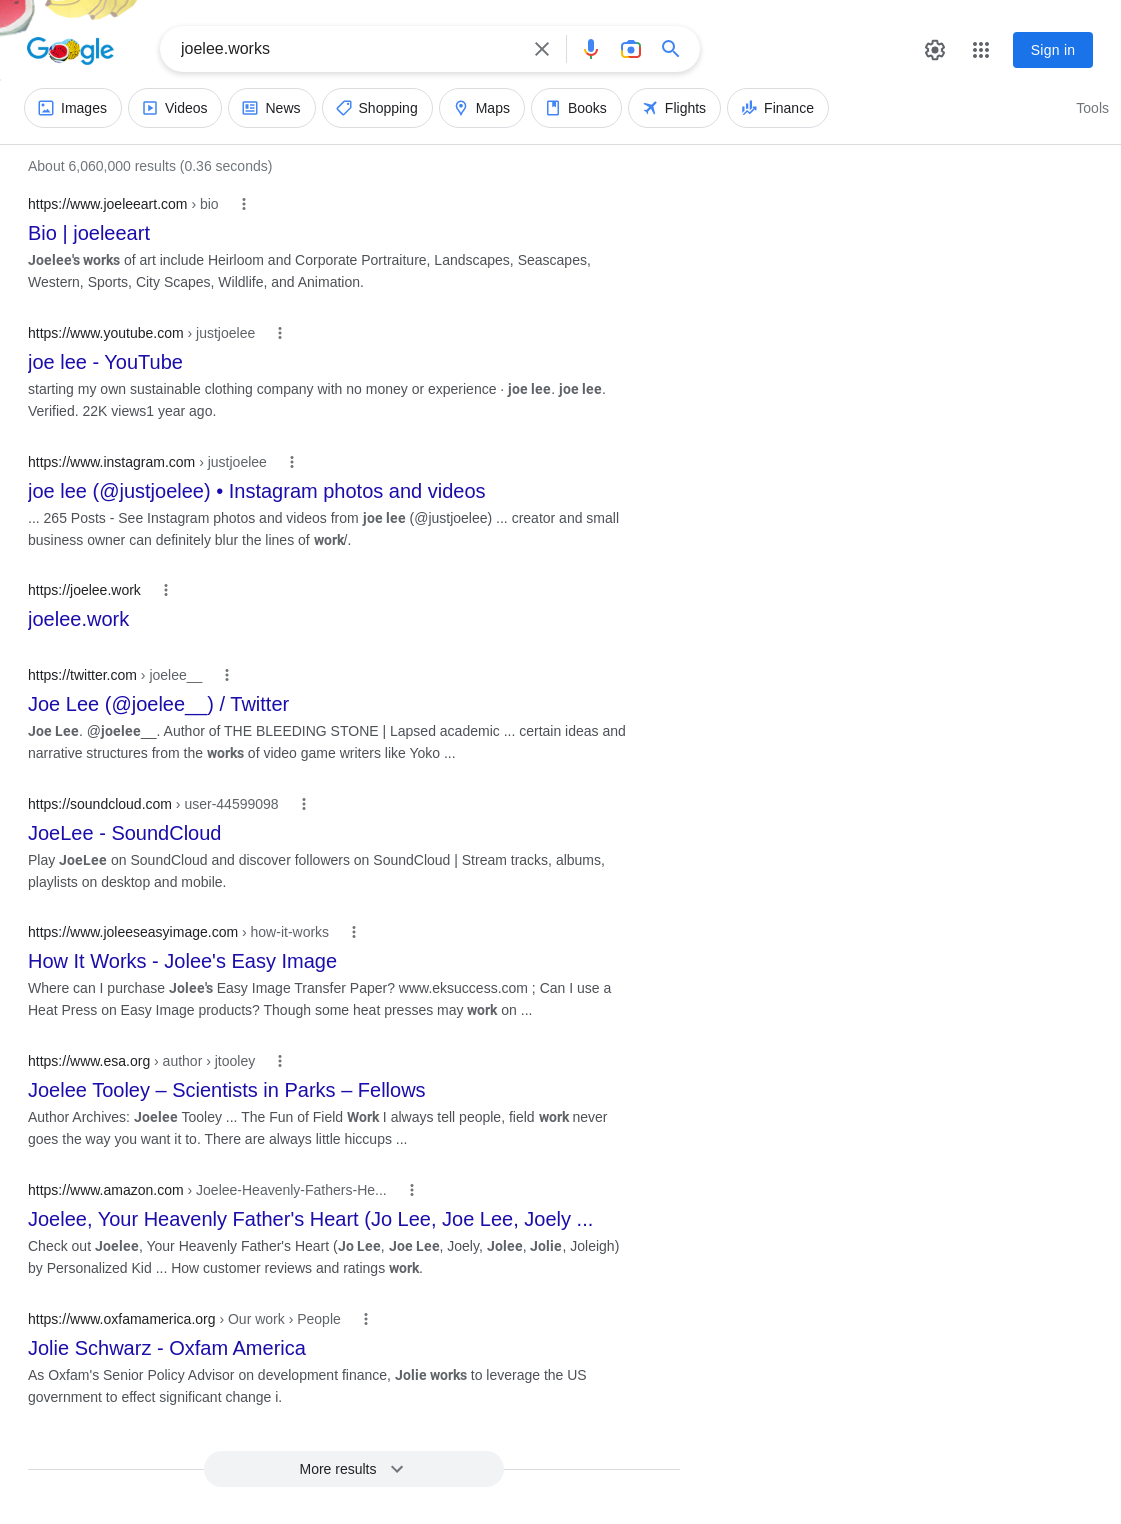 Google
joelee.works
Sign in
Images
Videos
News
Shopping
Maps
Books
Flights
Finance
Tools
About 6,060,000 results (0.36 seconds)
https://www.joeleeart.com › bio
Bio | joeleeart
Joelee's works of art include Heirloom and Corporate Portraiture, Landscapes, Seascapes,
Western, Sports, City Scapes, Wildlife, and Animation.
https://www.youtube.com › justjoelee
joe lee - YouTube
starting my own sustainable clothing company with no money or experience · joe lee. joe lee.
Verified. 22K views1 year ago.
https://www.instagram.com › justjoelee
joe lee (@justjoelee) • Instagram photos and videos
... 265 Posts - See Instagram photos and videos from joe lee (@justjoelee) ... creator and small
business owner can definitely blur the lines of work/.
https://joelee.work
joelee.work
https://twitter.com › joelee__
Joe Lee (@joelee__) / Twitter
Joe Lee. @joelee__. Author of THE BLEEDING STONE | Lapsed academic ... certain ideas and
narrative structures from the works of video game writers like Yoko ...
https://soundcloud.com › user-44599098
JoeLee - SoundCloud
Play JoeLee on SoundCloud and discover followers on SoundCloud | Stream tracks, albums,
playlists on desktop and mobile.
https://www.joleeseasyimage.com › how-it-works
How It Works - Jolee's Easy Image
Where can I purchase Jolee's Easy Image Transfer Paper? www.eksuccess.com ; Can I use a
Heat Press on Easy Image products? Though some heat presses may work on ...
https://www.esa.org › author › jtooley
Joelee Tooley – Scientists in Parks – Fellows
Author Archives: Joelee Tooley ... The Fun of Field Work I always tell people, field work never
goes the way you want it to. There are always little hiccups ...
https://www.amazon.com › Joelee-Heavenly-Fathers-He...
Joelee, Your Heavenly Father's Heart (Jo Lee, Joe Lee, Joely ...
Check out Joelee, Your Heavenly Father's Heart (Jo Lee, Joe Lee, Joely, Jolee, Jolie, Joleigh)
by Personalized Kid ... How customer reviews and ratings work.
https://www.oxfamamerica.org › Our work › People
Jolie Schwarz - Oxfam America
As Oxfam's Senior Policy Advisor on development finance, Jolie works to leverage the US
government to effect significant change i.
More results